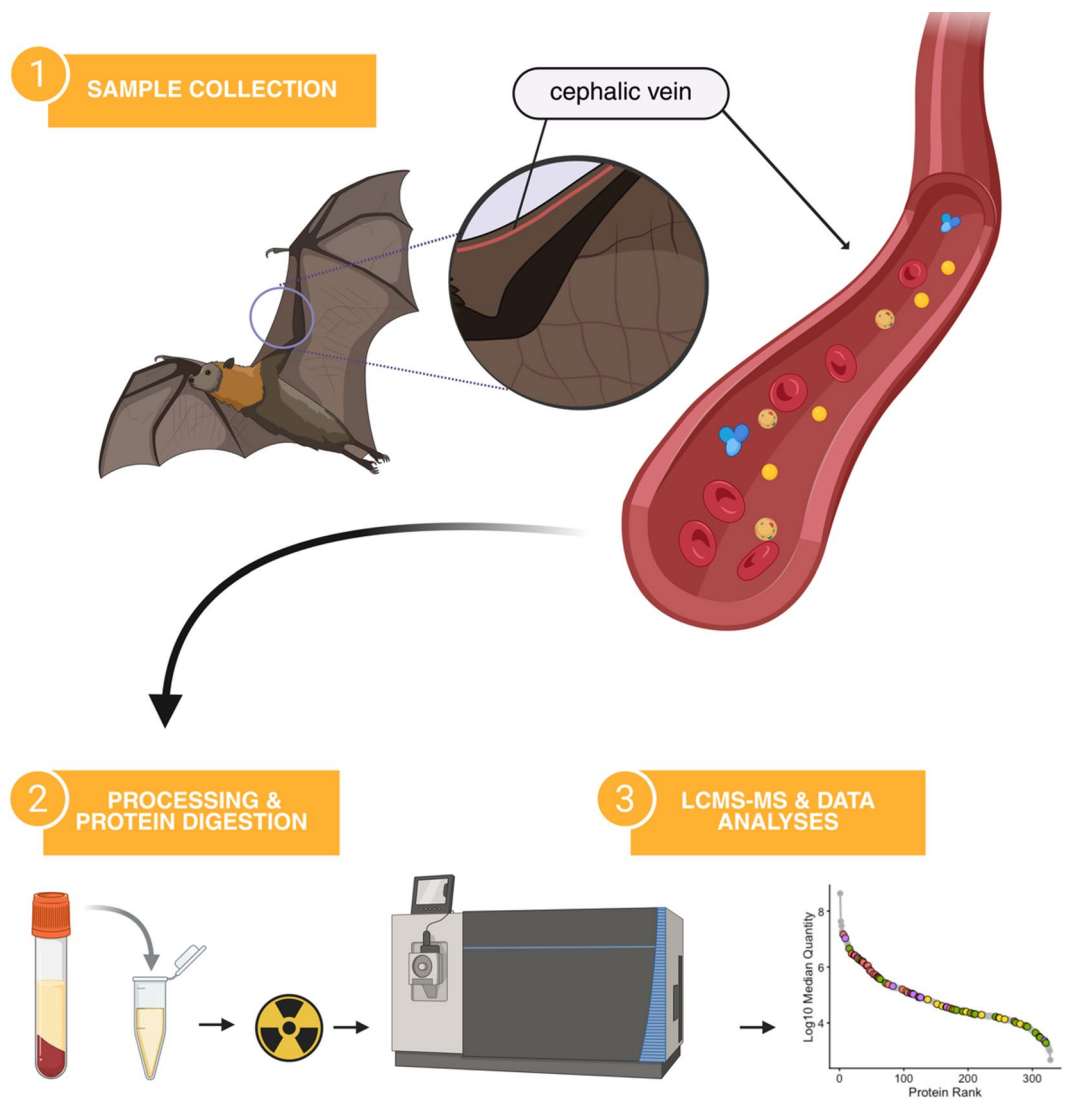 1
SAMPLE COLLECTION
cephalic vein
2
PROCESSING &
PROTEIN DIGESTION
3
LCMS-MS & DATA
ANALYSES
Log10 Median Quantity
8
6
4
0
100
200
300
Protein Rank